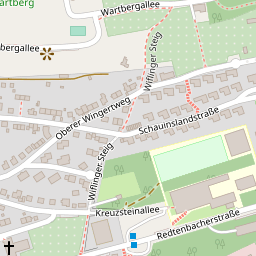 Wartbergallee
artberg
bergallee
Wiflinger Steig
Oberer Wingertweg
Schauinslandstraße
Wiflinger Steig
Kreuzsteinallee
Redtenbacherstraße